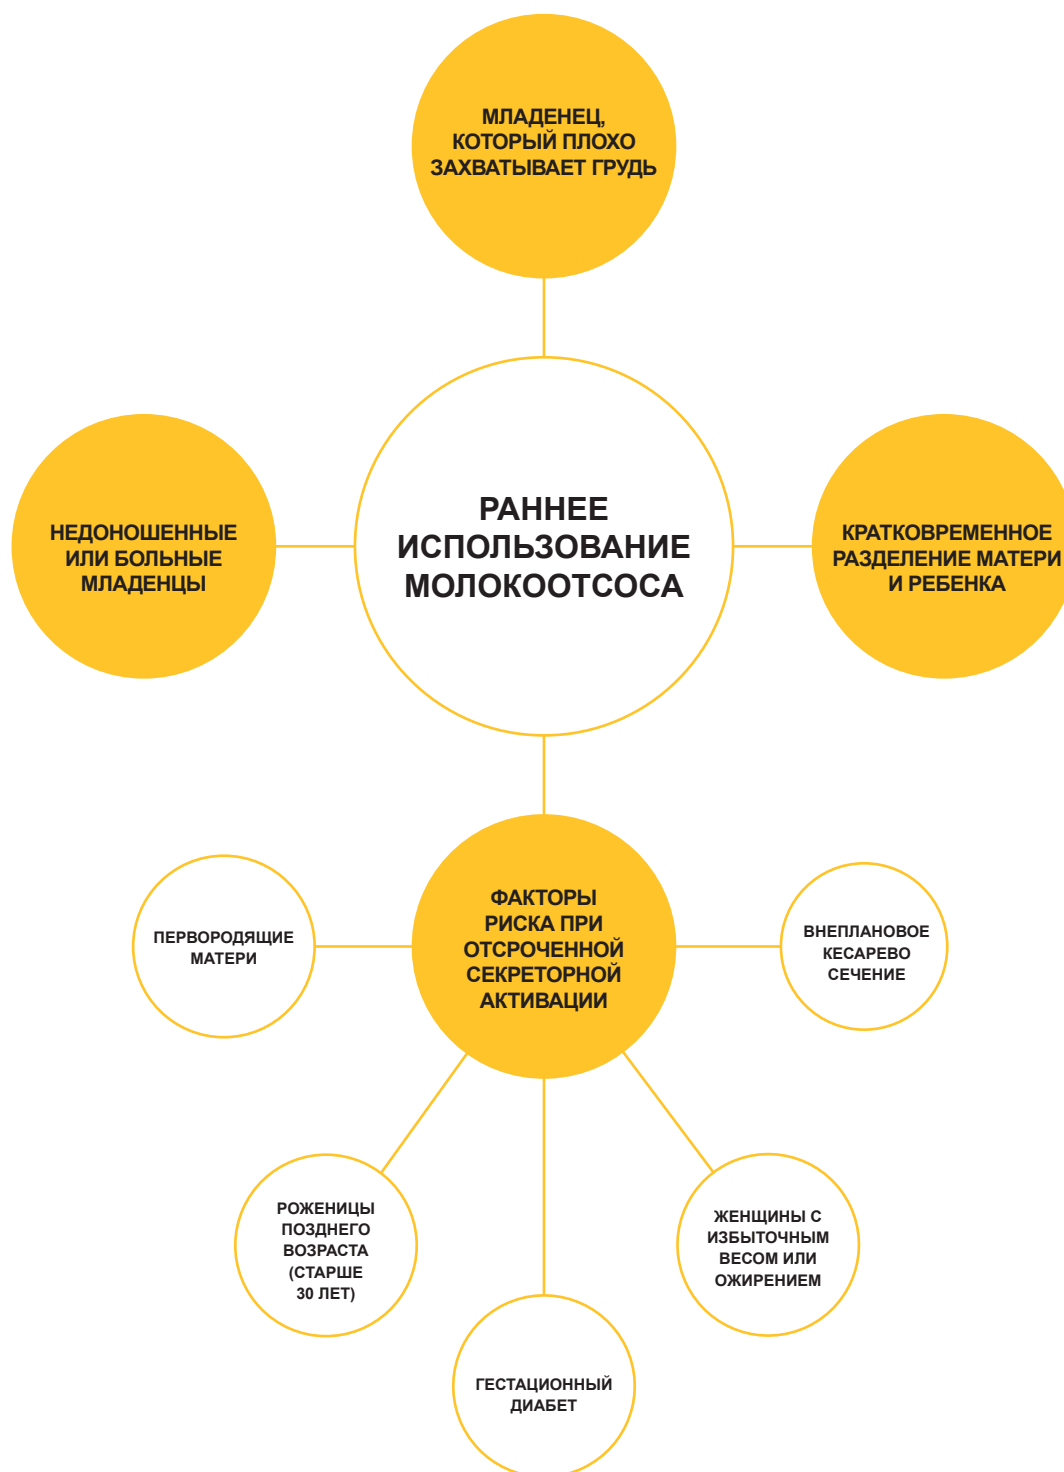 МЛАДЕНЕЦ,
КОТОРЫЙ ПЛОХО
ЗАХВАТЫВАЕТ ГРУДЬ
НЕДОНОШЕННЫЕ
ИЛИ БОЛЬНЫЕ
МЛАДЕНЦЫ
РАННЕЕ
ИСПОЛЬЗОВАНИЕ
МОЛОКООТСОСА
КРАТКОВРЕМЕННОЕ
РАЗДЕЛЕНИЕ МАТЕРИ
И РЕБЕНКА
ФАКТОРЫ
РИСКА ПРИ
ОТСРОЧЕННОЙ
СЕКРЕТОРНОЙ
АКТИВАЦИИ
ПЕРВОРОДЯЩИЕ
МАТЕРИ
ВНЕПЛАНОВОЕ
КЕСАРЕВО
СЕЧЕНИЕ
РОЖЕНИЦЫ
ПОЗДНЕГО
ВОЗРАСТА
(СТАРШЕ
30 ЛЕТ)
ЖЕНЩИНЫ С
ИЗБЫТОЧНЫМ
ВЕСОМ ИЛИ
ОЖИРЕНИЕМ
ГЕСТАЦИОННЫЙ
ДИАБЕТ